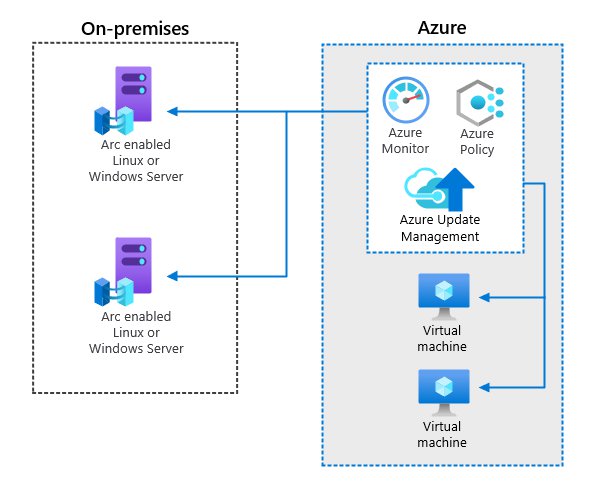 On-premises
Arc enabled
Linux or
Windows Server
Arc enabled
Linux or
Windows Server
Azure
Azure
Monitor
Azure
Policy
Azure Update
Management
Virtual
machine
Virtual
machine